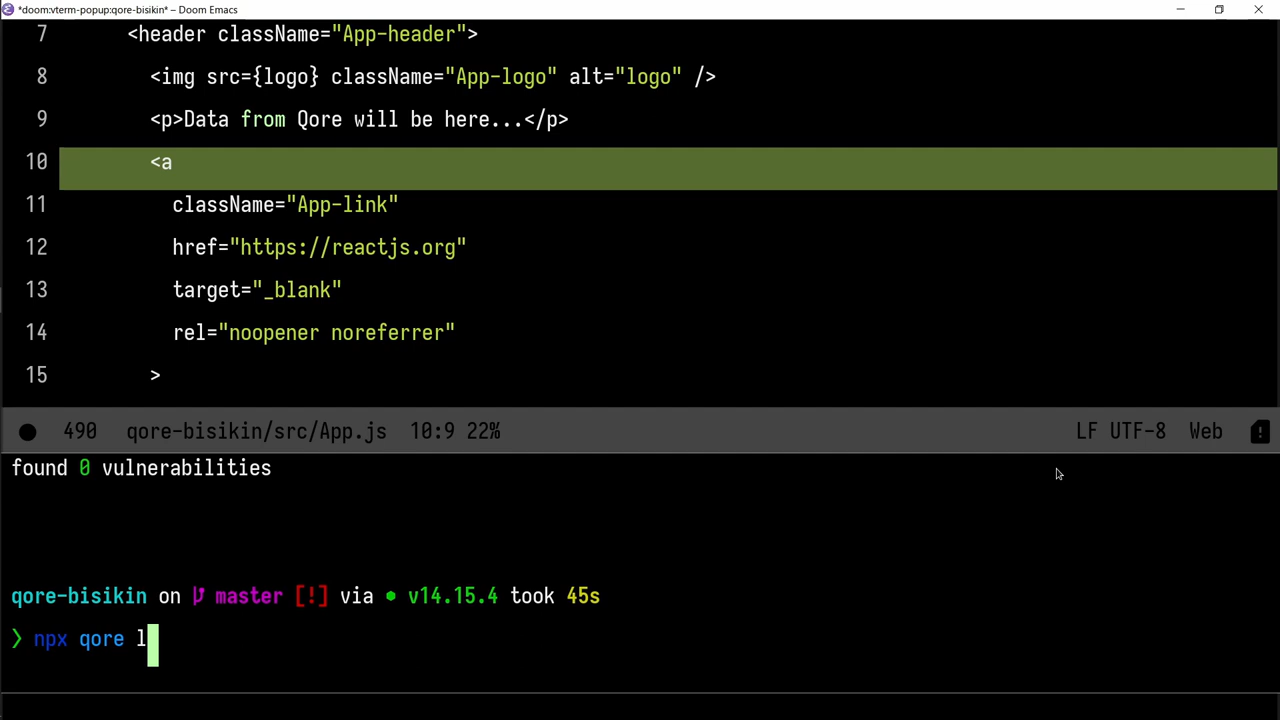 *doom:vterm-popup:qore-bisikin* – Doom Emacs
7 <header className="App-header">
8 <img src={logo} className="App-logo" alt="logo" />
9 <p>Data from Qore will be here...</p>
10 <a
11 className="App-link"
12 href="https://reactjs.org"
13 target="_blank"
14 rel="noopener noreferrer"
15 >
490 qore-bisikin/src/App.js 10:9 22% LF UTF-8 Web
found 0 vulnerabilities
qore-bisikin on master [!] via v14.15.4 took 45s
❯ npx qore l